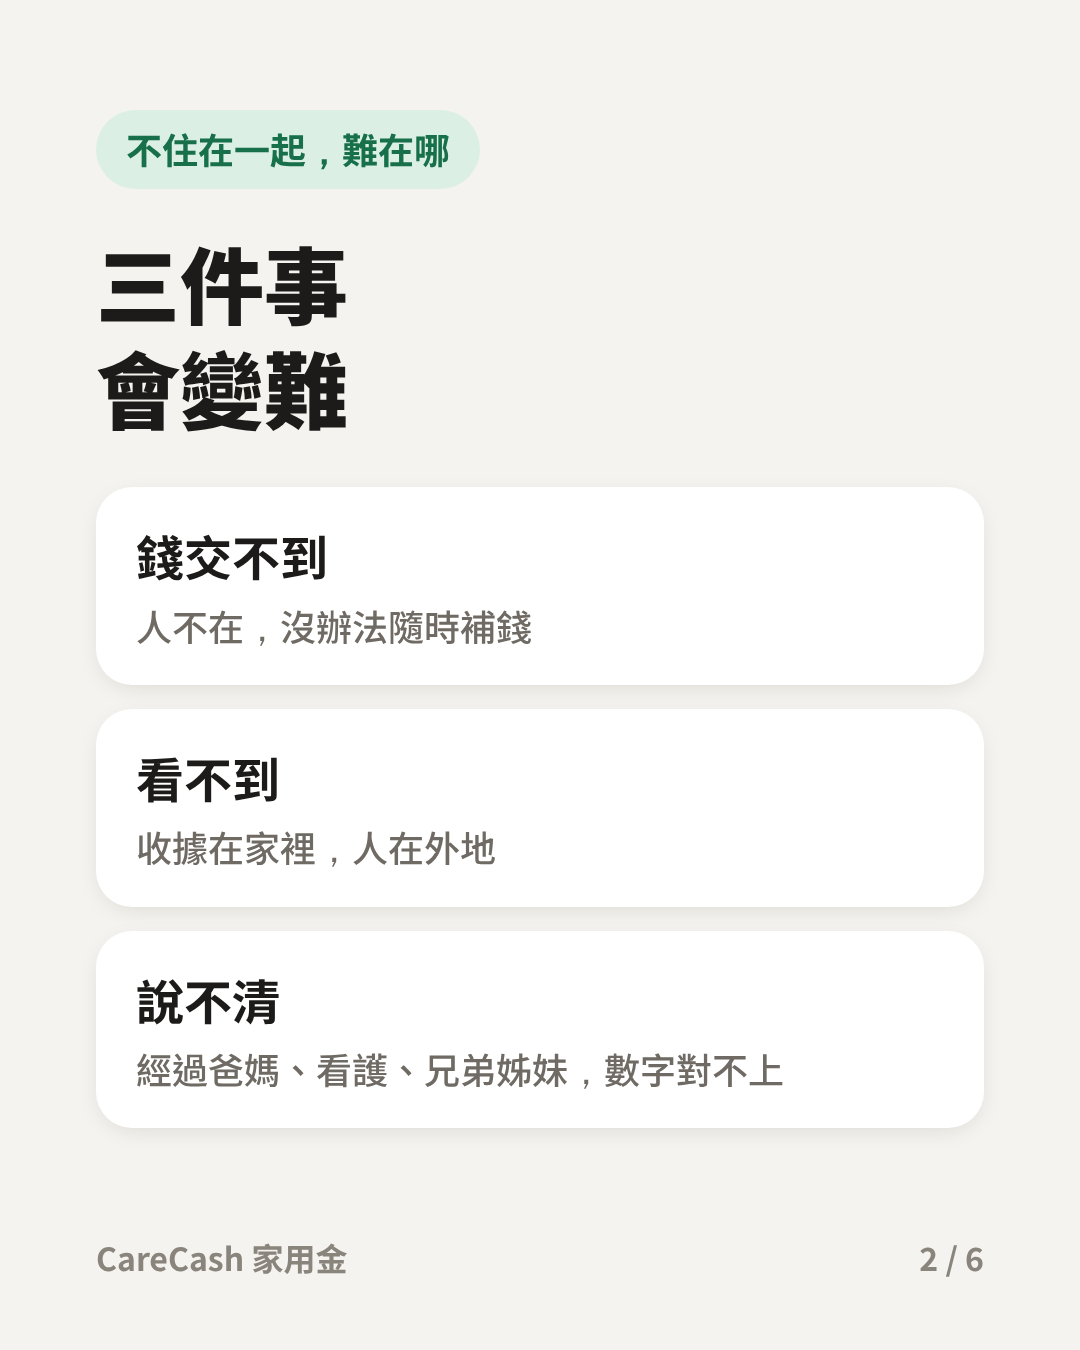 不住在一起，難在哪
三件事
會變難
錢交不到
人不在，沒辦法隨時補錢
看不到
收據在家裡，人在外地
說不清
經過爸媽、看護、兄弟姊妹，數字對不上
CareCash 家用金
2 / 6